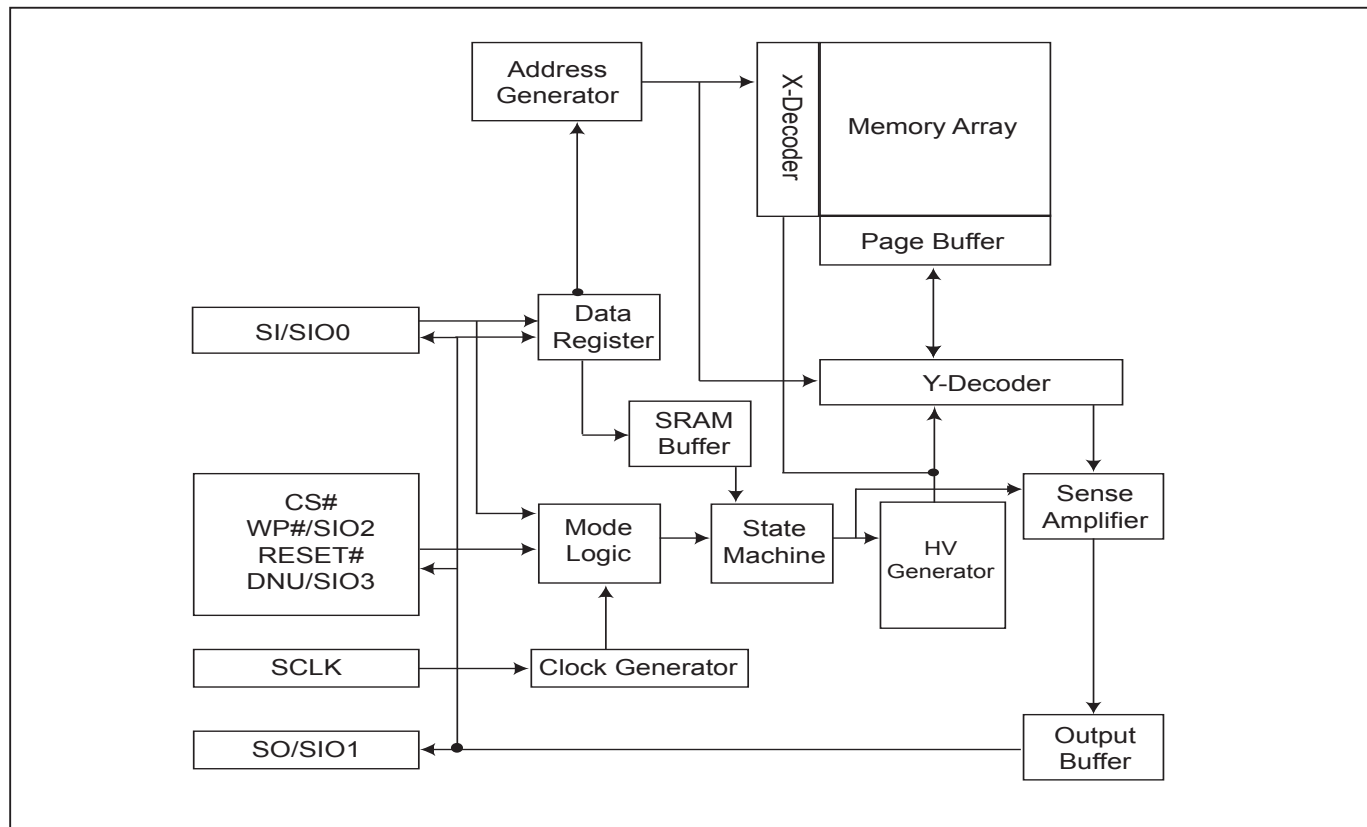 Address
Generator
X-Decoder
Memory Array
Page Buffer
SI/SIO0
Data
Register
Y-Decoder
SRAM
Buffer
CS#
WP#/SIO2
RESET#
DNU/SIO3
Mode
Logic
State
Machine
HV
Generator
Sense
Amplifier
SCLK
Clock Generator
SO/SIO1
Output
Buffer